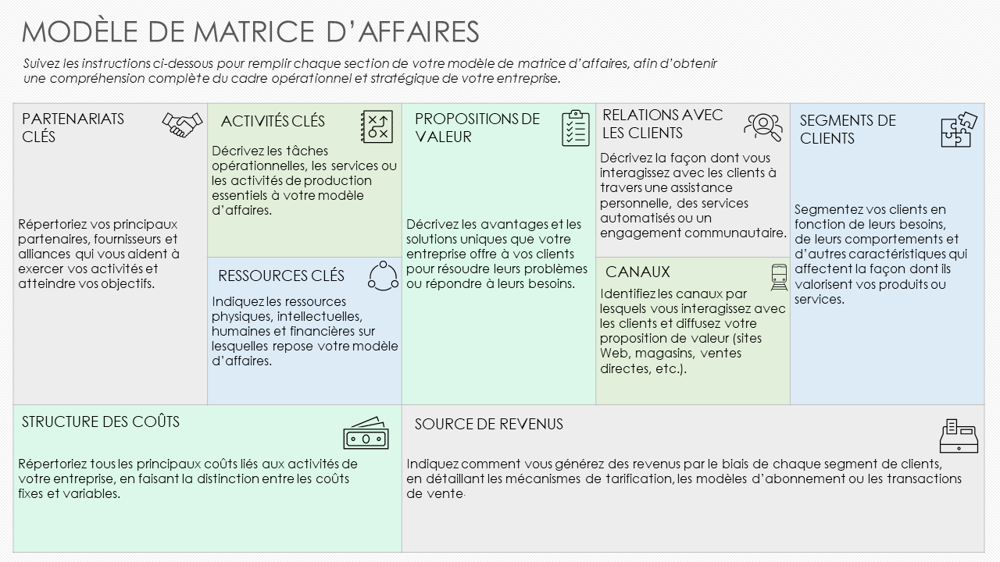 MODÈLE DE MATRICE D’AFFAIRES
Suivez les instructions ci-dessous pour remplir chaque section de votre modèle de matrice d’affaires, afin d’obtenir
une compréhension complète du cadre opérationnel et stratégique de votre entreprise.
PARTENARIATS
CLÉS
Répertoriez vos principaux
partenaires, fournisseurs et
alliances qui vous aident à
exercer vos activités et
atteindre vos objectifs.
ACTIVITÉS CLÉS
Décrivez les tâches
opérationnelles, les services ou
les activités de production
essentiels à votre modèle
d’affaires.
RESSOURCES CLÉS
Indiquez les ressources
physiques, intellectuelles,
humaines et financières sur
lesquelles repose votre modèle
d’affaires.
PROPOSITIONS DE
VALEUR
Décrivez les avantages et les
solutions uniques que votre
entreprise offre à vos clients
pour résoudre leurs problèmes
ou répondre à leurs besoins.
RELATIONS AVEC
LES CLIENTS
Décrivez la façon dont vous
interagissez avec les clients à
travers une assistance
personnelle, des services
automatisés ou un
engagement communautaire.
CANAUX
Identifiez les canaux par
lesquels vous interagissez avec
les clients et diffusez votre
proposition de valeur (sites
Web, magasins, ventes
directes, etc.).
SEGMENTS DE
CLIENTS
Segmentez vos clients en
fonction de leurs besoins,
de leurs comportements et
d’autres caractéristiques qui
affectent la façon dont ils
valorisent vos produits ou
services.
STRUCTURE DES COÛTS
Répertoriez tous les principaux coûts liés aux activités de
votre entreprise, en faisant la distinction entre les coûts
fixes et variables.
SOURCE DE REVENUS
Indiquez comment vous générez des revenus par le biais de chaque segment de clients,
en détaillant les mécanismes de tarification, les modèles d’abonnement ou les transactions
de vente.